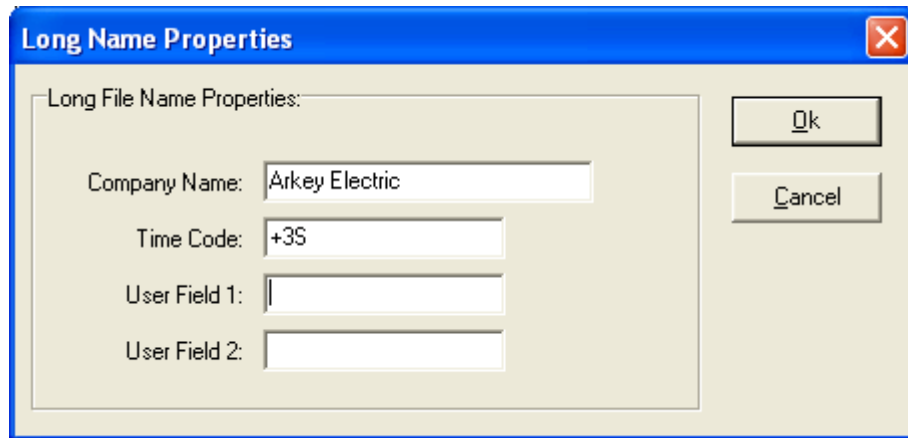 Long Name Properties
Long File Name Properties:
Company Name: Arkey Electric
Time Code: +3S
User Field 1:
User Field 2:
Ok
Cancel